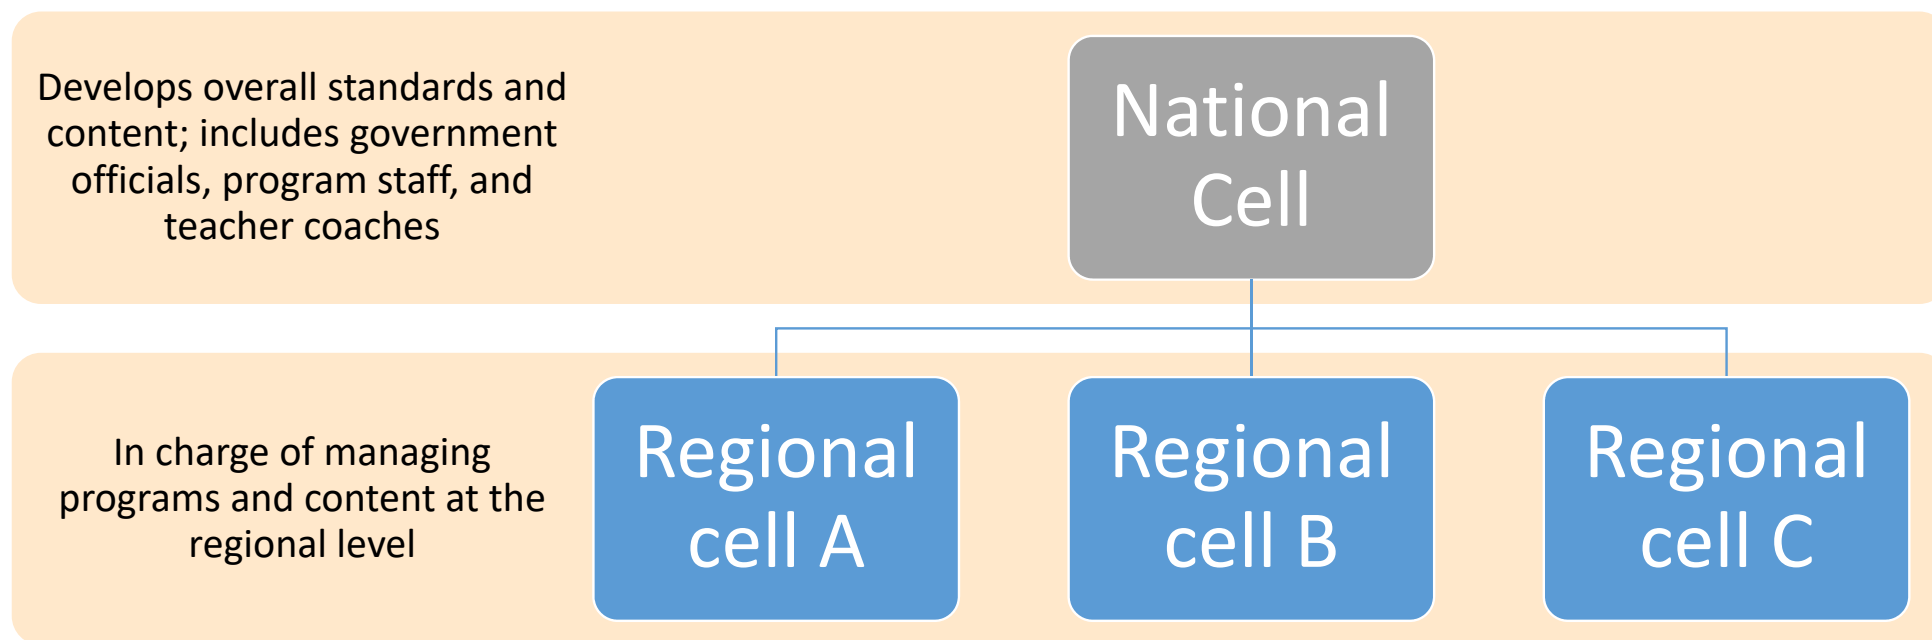 Develops overall standards and
content; includes government
officials, program staff, and
teacher coaches
National
Cell
In charge of managing
programs and content at the
regional level
Regional
cell A
Regional
cell B
Regional
cell C